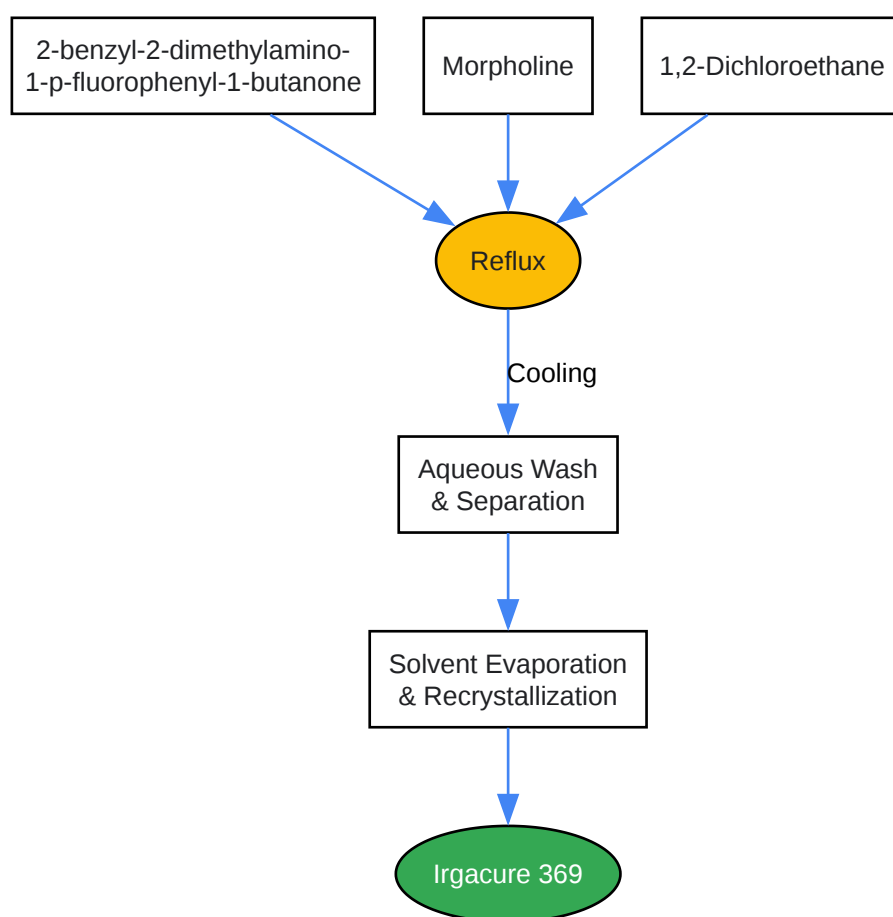 2-benzyl-2-dimethylamino-
1-p-fluorophenyl-1-butanone
Morpholine
1,2-Dichloroethane
Reflux
Cooling
Aqueous Wash
& Separation
Solvent Evaporation
& Recrystallization
Irgacure 369